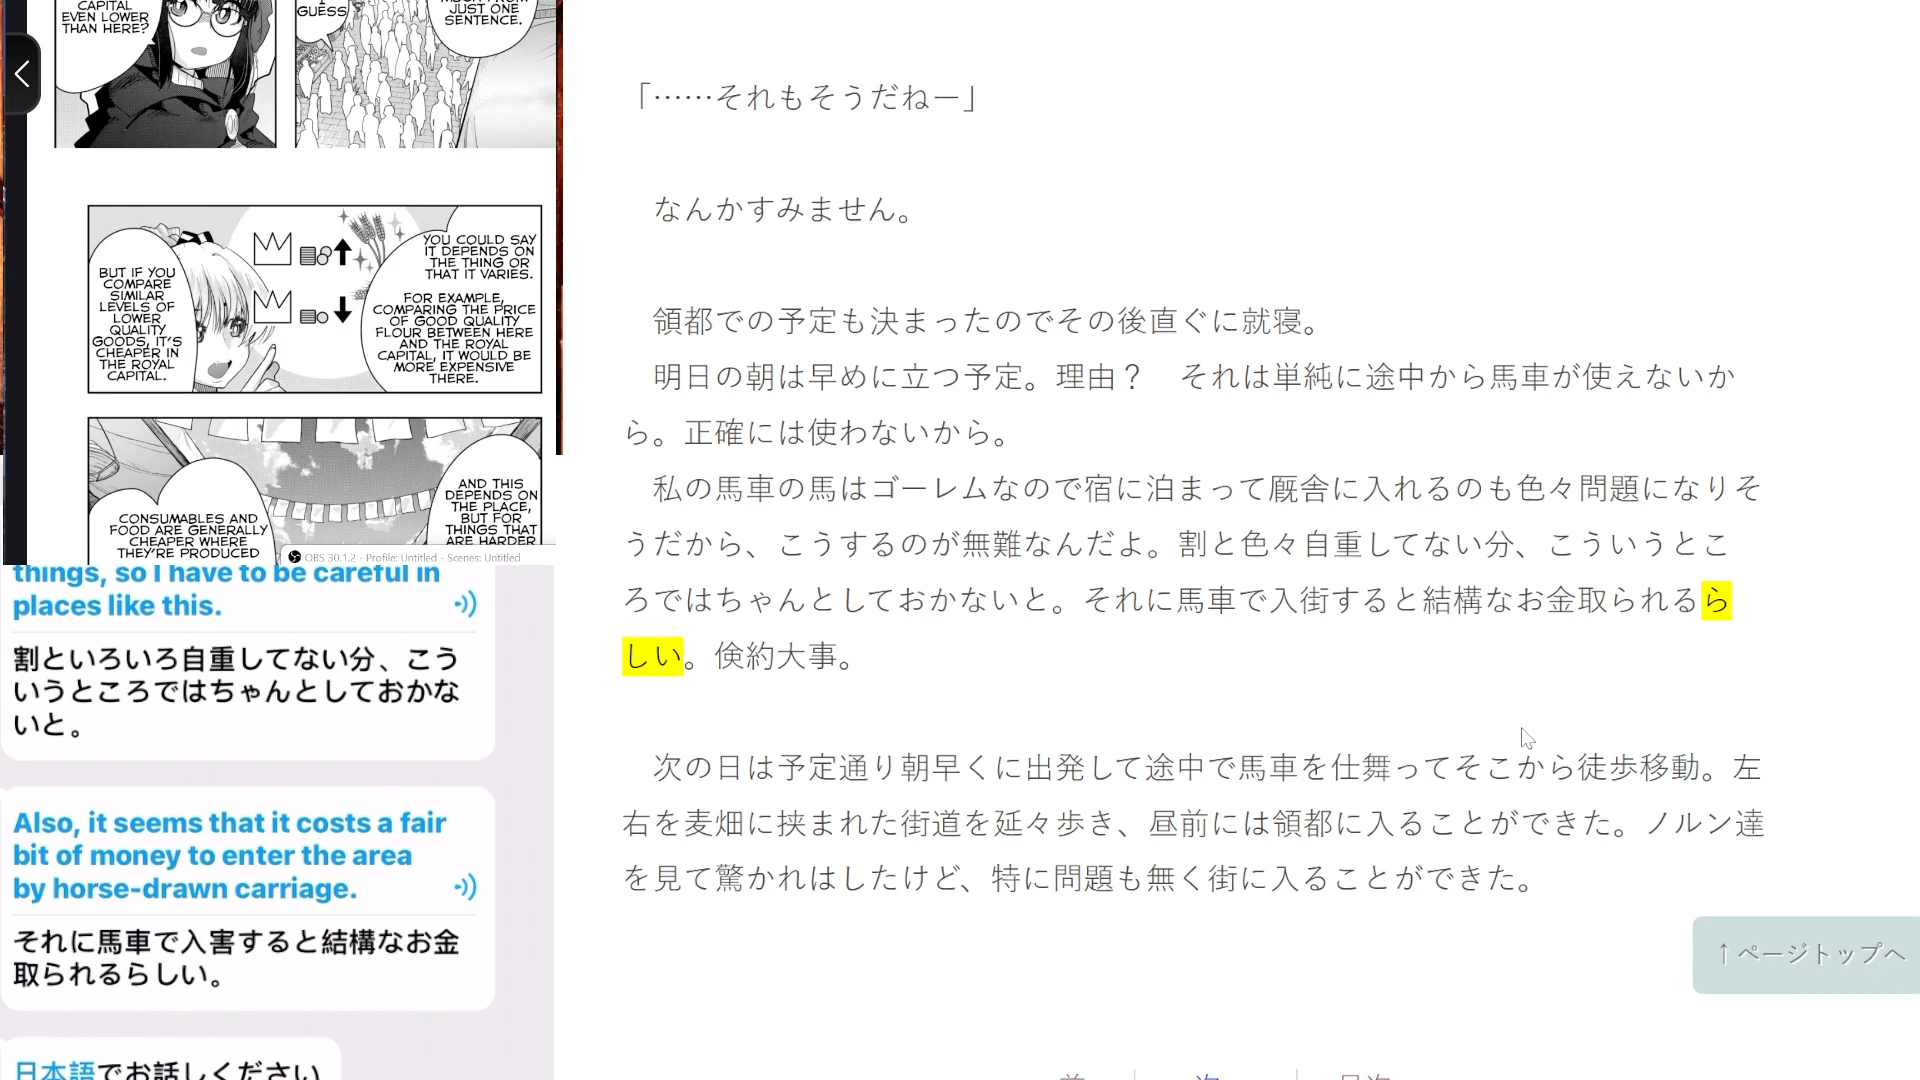 CAPITAL
EVEN LOWER
THAN HERE?
GUESS
JUST ONE
SENTENCE.
YOU COULD SAY
IT DEPENDS ON
THE THING OR
THAT IT VARIES.
FOR EXAMPLE,
COMPARING THE PRICE
OF GOOD QUALITY
FLOUR BETWEEN HERE
AND THE ROYAL
CAPITAL, IT WOULD BE
MORE EXPENSIVE
THERE.
BUT IF YOU
COMPARE
SIMILAR
LEVELS OF
LOWER
QUALITY
GOODS, IT'S
CHEAPER IN
THE ROYAL
CAPITAL.
AND THIS
DEPENDS ON
THE PLACE,
BUT FOR
THINGS THAT
ARE HARDER
CONSUMABLES AND
FOOD ARE GENERALLY
CHEAPER WHERE
THEY'RE PRODUCED
OBS 30.1.2 - Profile: Untitled - Scenes: Untitled
things, so I have to be careful in
places like this.
割といろいろ自重してない分、こう
いうところではちゃんとしておかな
いと。
Also, it seems that it costs a fair
bit of money to enter the area
by horse-drawn carriage.
それに馬車で入害すると結構なお金
取られるらしい。
日本語でお話しください
「……それもそうだねー」
なんかすみません。
領都での予定も決まったのでその後直ぐに就寝。
明日の朝は早めに立つ予定。理由？　それは単純に途中から馬車が使えないか
ら。正確には使わないから。
私の馬車の馬はゴーレムなので宿に泊まって厩舎に入れるのも色々問題になりそ
うだから、こうするのが無難なんだよ。割と色々自重してない分、こういうとこ
ろではちゃんとしておかないと。それに馬車で入街すると結構なお金取られるら
しい。倹約大事。
次の日は予定通り朝早くに出発して途中で馬車を仕舞ってそこから徒歩移動。左
右を麦畑に挟まれた街道を延々歩き、昼前には領都に入ることができた。ノルン達
を見て驚かれはしたけど、特に問題も無く街に入ることができた。
↑ページトップへ